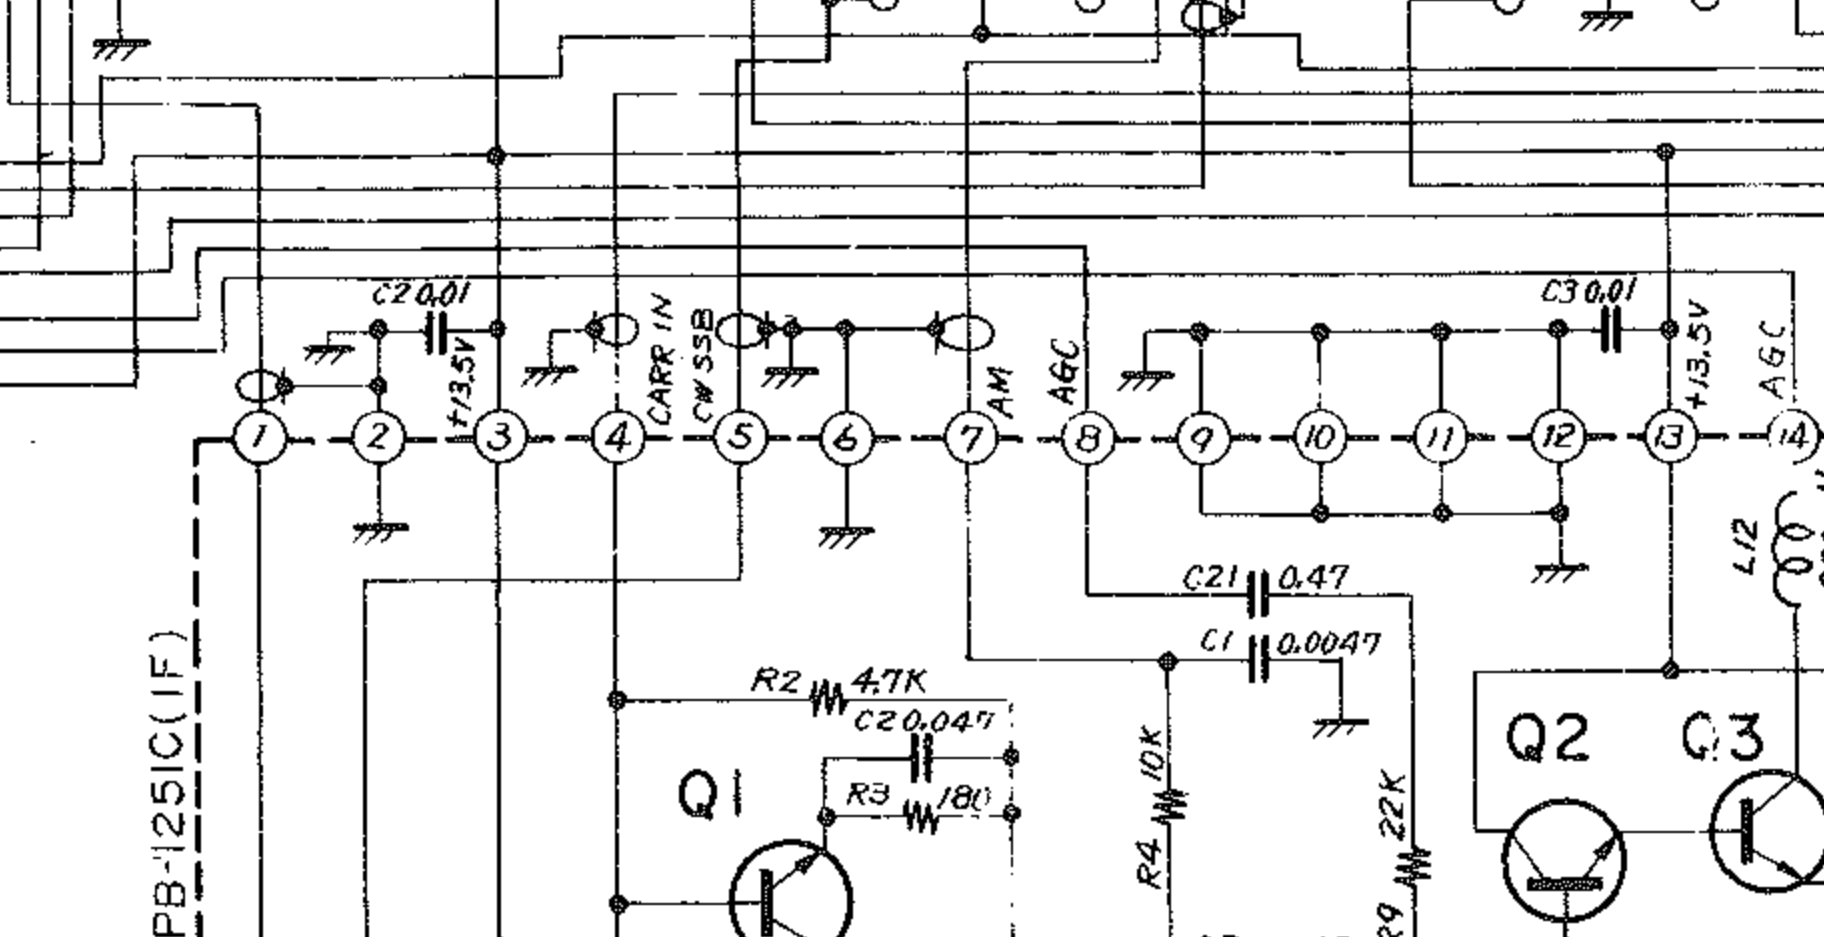 C2 0.01
+13.5V
CARR IN
CW SSB
AM
AGC
C3 0.01
+13.5V
AGC
1
2
3
4
5
6
7
8
9
10
11
12
13
14
L12
C21 0.47
C1 0.0047
R2 4.7K
C2 0.047
R3 180
Q1
R4 10K
22K
Q2
Q3
PB-1251C(IF)